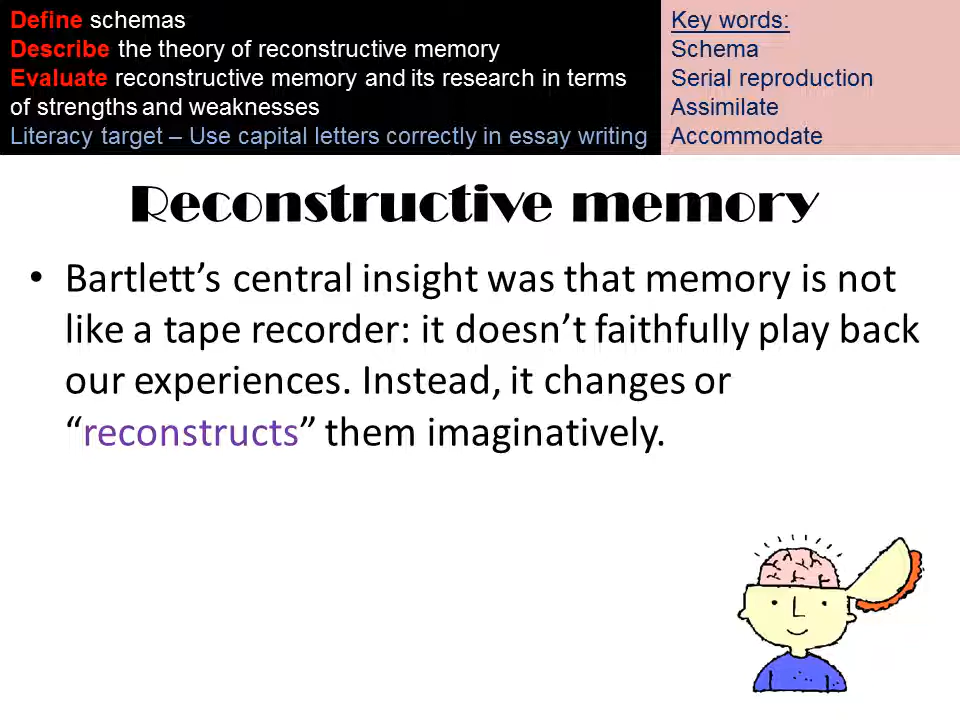 Define schemas
Describe the theory of reconstructive memory
Evaluate reconstructive memory and its research in terms
of strengths and weaknesses
Literacy target – Use capital letters correctly in essay writing
Key words:
Schema
Serial reproduction
Assimilate
Accommodate
Reconstructive memory
• Bartlett’s central insight was that memory is not
like a tape recorder: it doesn’t faithfully play back
our experiences. Instead, it changes or
“reconstructs” them imaginatively.